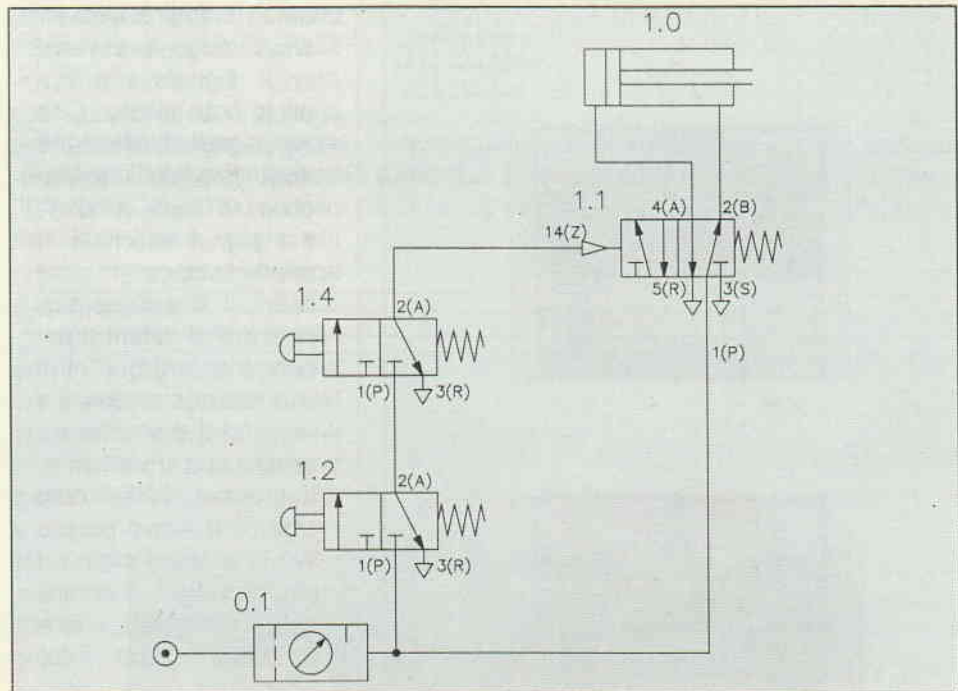 1.0
1.1
4(A) 2(B)
14(Z)
5(R) 3(S)
1(P)
1.4
2(A)
1(P) 3(R)
1.2
2(A)
1(P) 3(R)
0.1